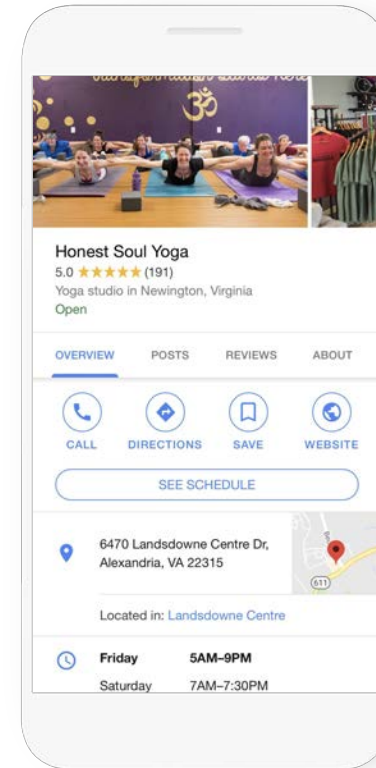 ॐ
Honest Soul Yoga
5.0 ★★★★★ (191)
Yoga studio in Newington, Virginia
Open
OVERVIEW POSTS REVIEWS ABOUT
CALL DIRECTIONS SAVE WEBSITE
SEE SCHEDULE
6470 Landsdowne Centre Dr,
Alexandria, VA 22315
611
Located in: Landsdowne Centre
Friday 5AM–9PM
Saturday 7AM–7:30PM